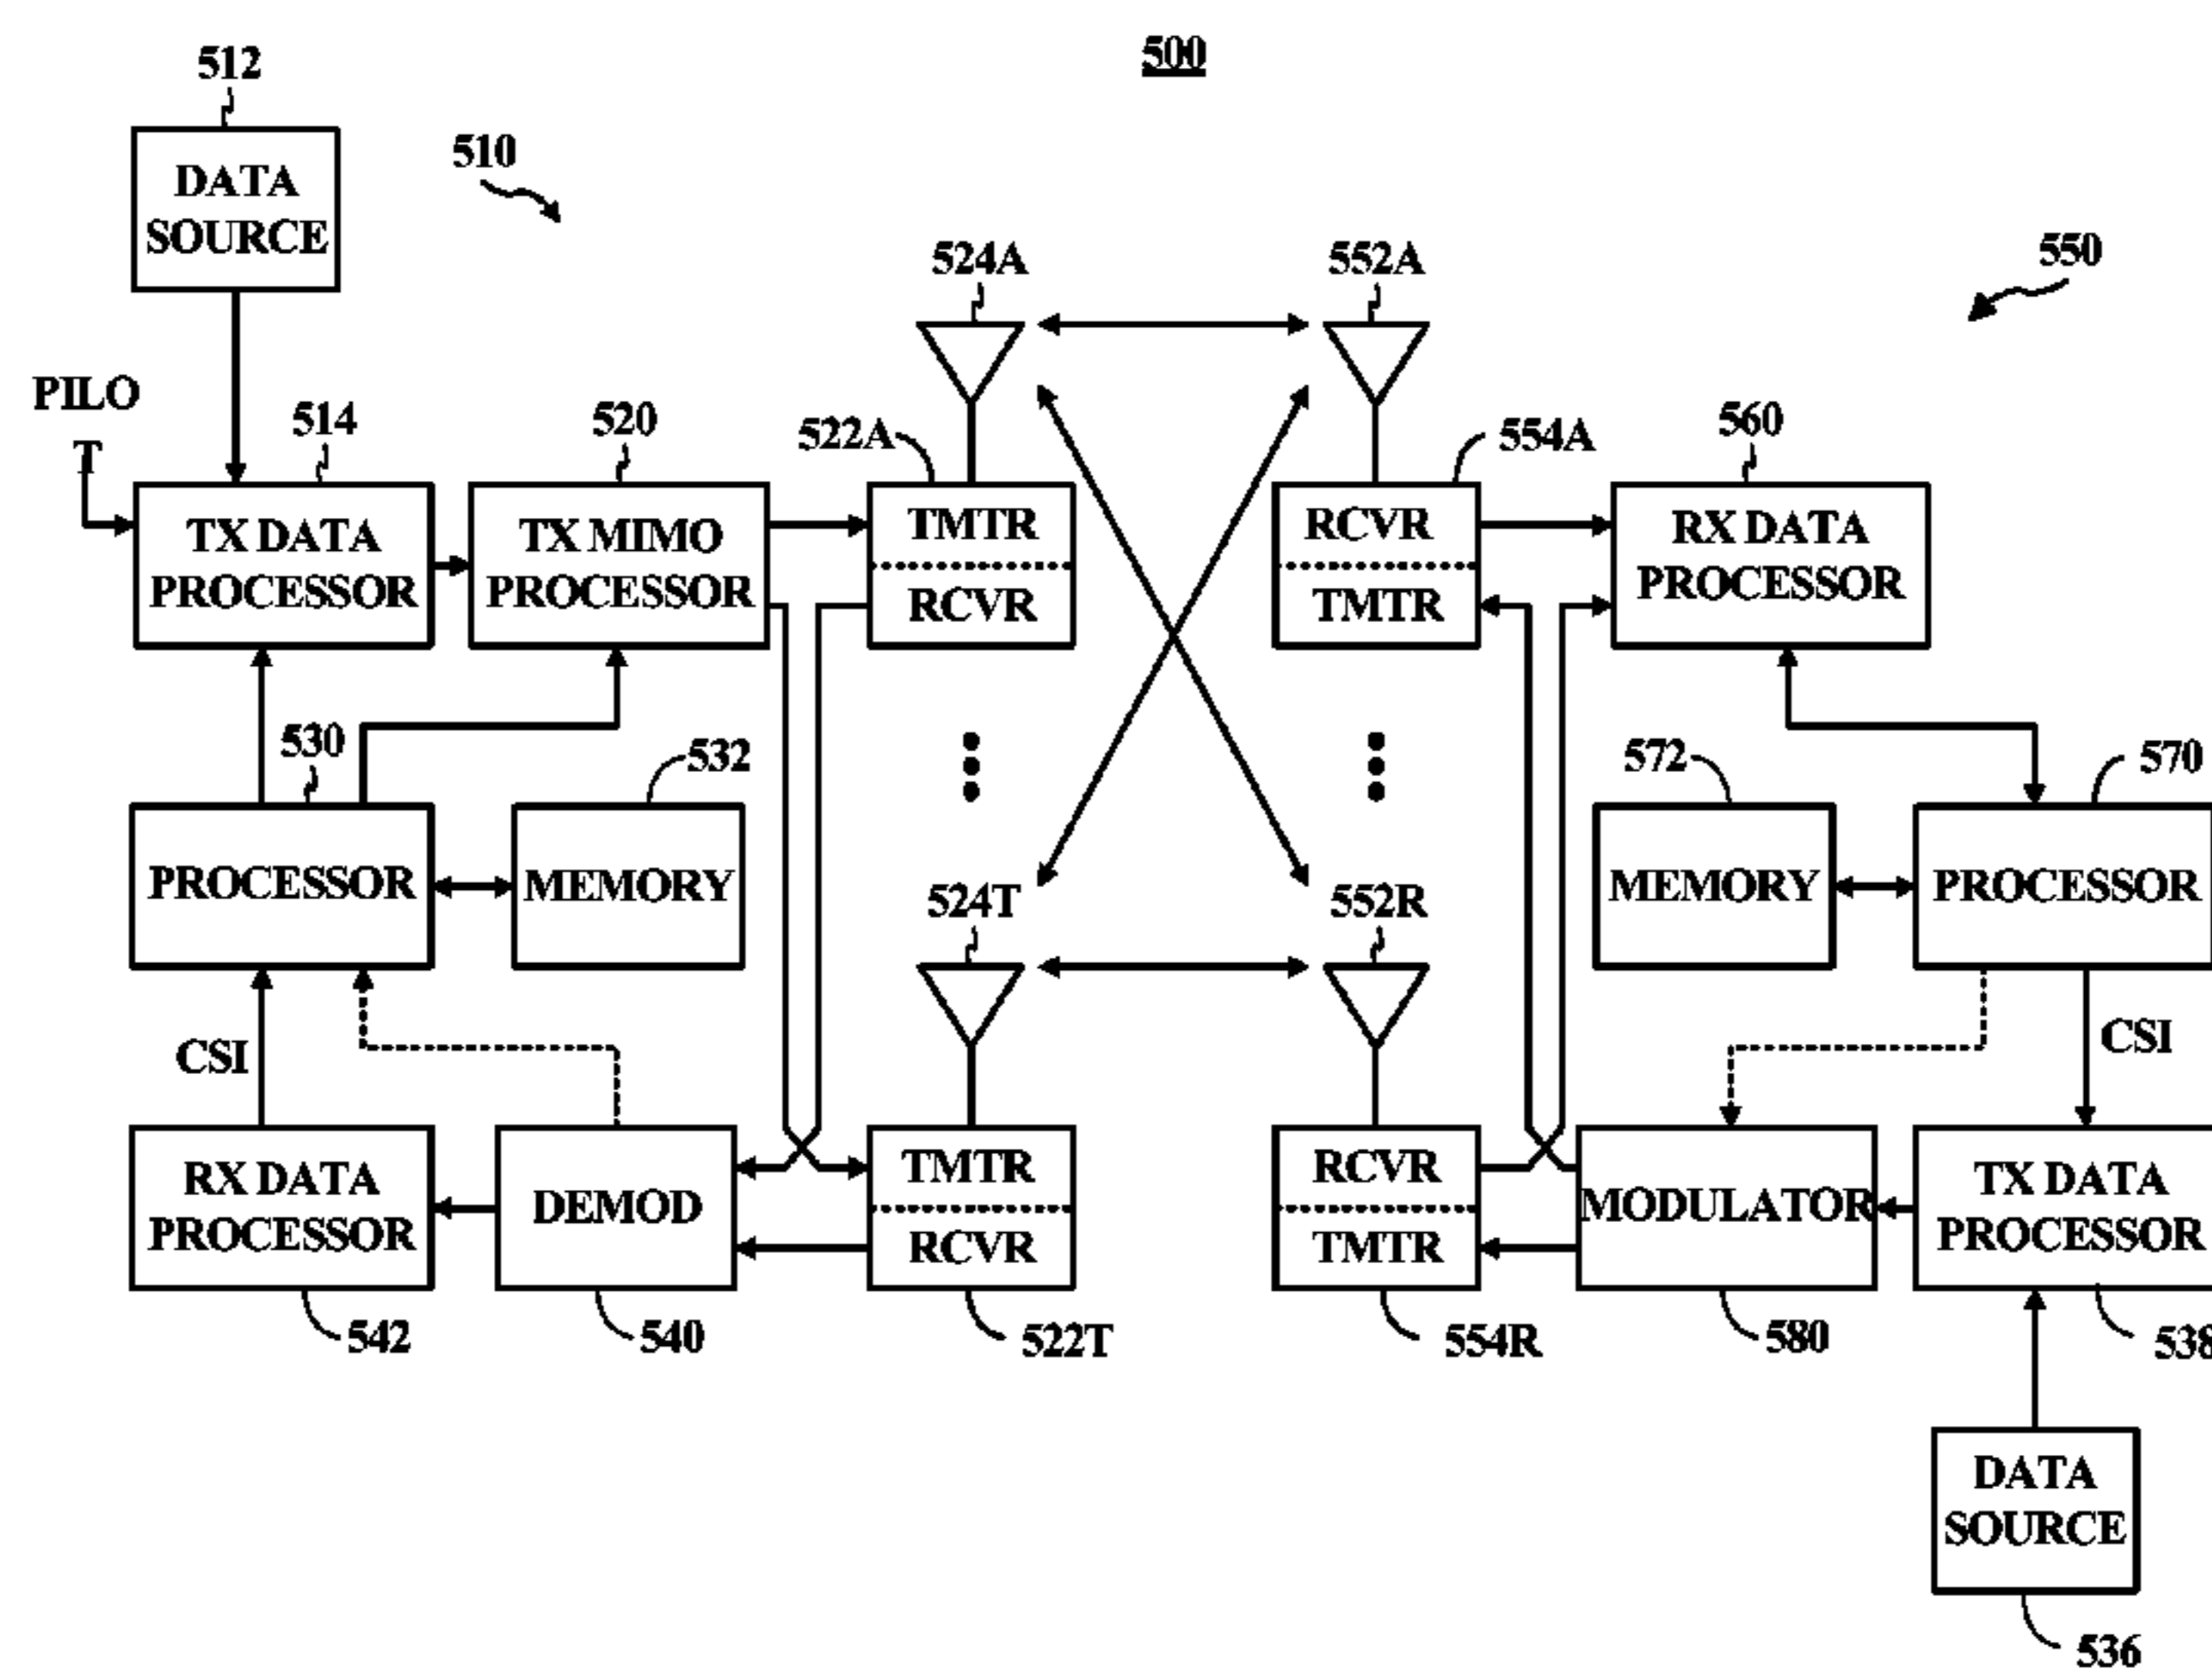 500
512
DATA
SOURCE
510
550
524A
552A
PILO
T
514
520
522A
554A
560
TX DATA
PROCESSOR
TX MIMO
PROCESSOR
TMTR
RCVR
RCVR
TMTR
RX DATA
PROCESSOR
530
532
572
570
PROCESSOR
MEMORY
MEMORY
PROCESSOR
524T
552R
CSI
CSI
RX DATA
PROCESSOR
DEMOD
TMTR
RCVR
RCVR
TMTR
MODULATOR
TX DATA
PROCESSOR
542
540
522T
554R
580
538
DATA
SOURCE
536